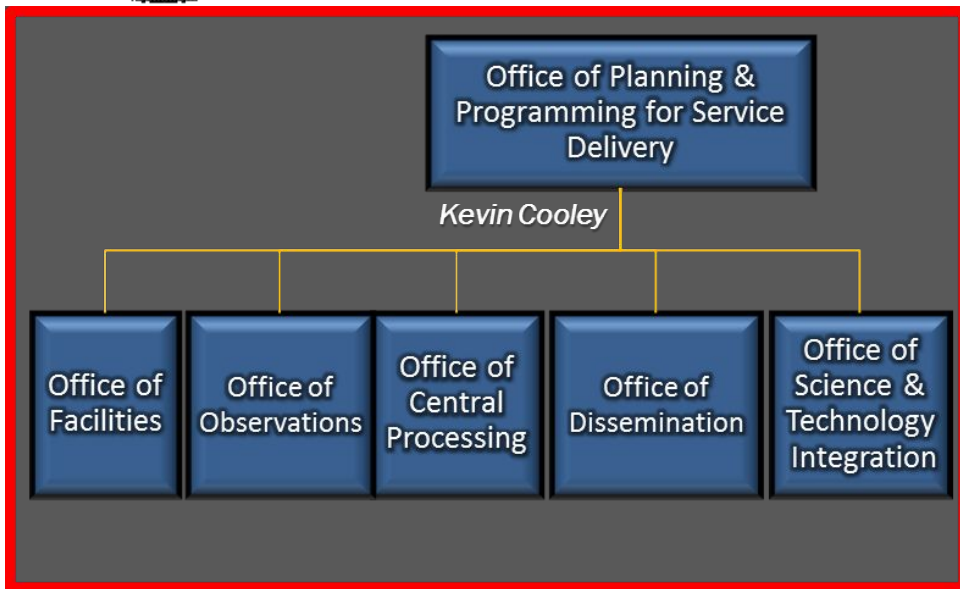 Office of Planning &
Programming for Service
Delivery
Kevin Cooley
Office of
Facilities
Office of
Observations
Office of
Central
Processing
Office of
Dissemination
Office of
Science &
Technology
Integration